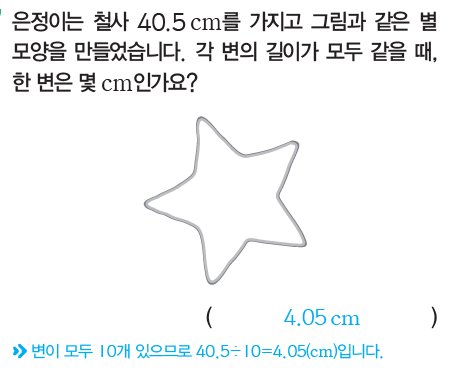 은정이는 철사 40.5 cm를 가지고 그림과 같은 별
모양을 만들었습니다. 각 변의 길이가 모두 같을 때,
한 변은 몇 cm인가요?
( 4.05 cm )
변이 모두 10개 있으므로 40.5÷10=4.05(cm)입니다.